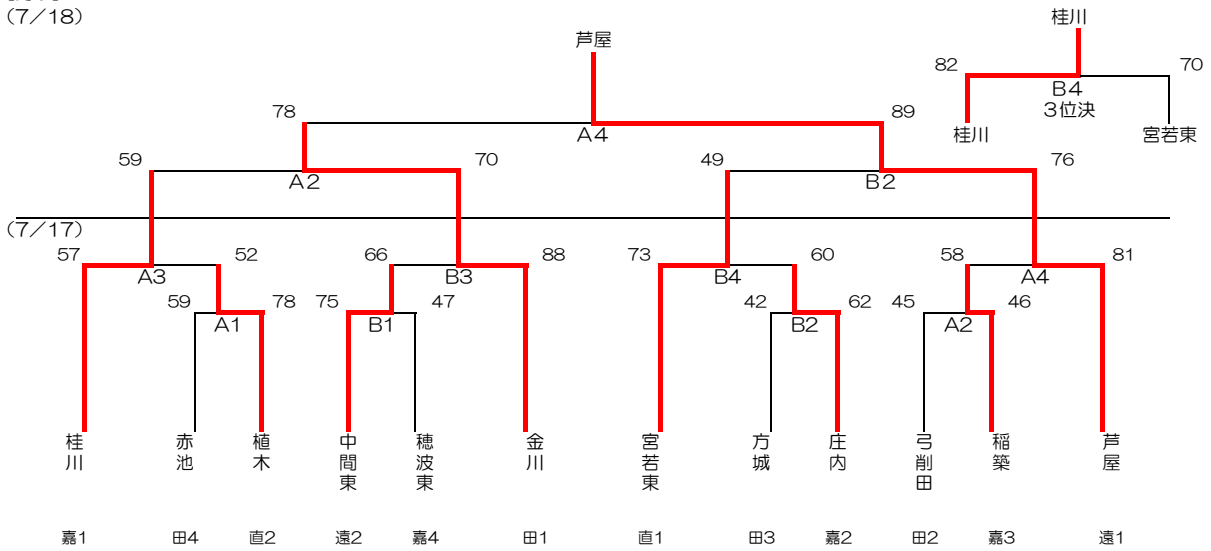 (7/18)
桂川
芦屋
82 70
B4
3位決
桂川 宮若東
78 89
A4
59 70 49 76
A2 B2
(7/17)
57 52 66 88 73 60 58 81
A3 B3 B4 A4
59 78 75 47 42 62 45 46
A1 B1 B2 A2
桂川 赤池 植木 中間東 穂波東 金川 宮若東 方城 庄内 弓削田 稲築 芦屋
嘉1 田4 直2 遠2 嘉4 田1 直1 田3 嘉2 田2 嘉3 遠1